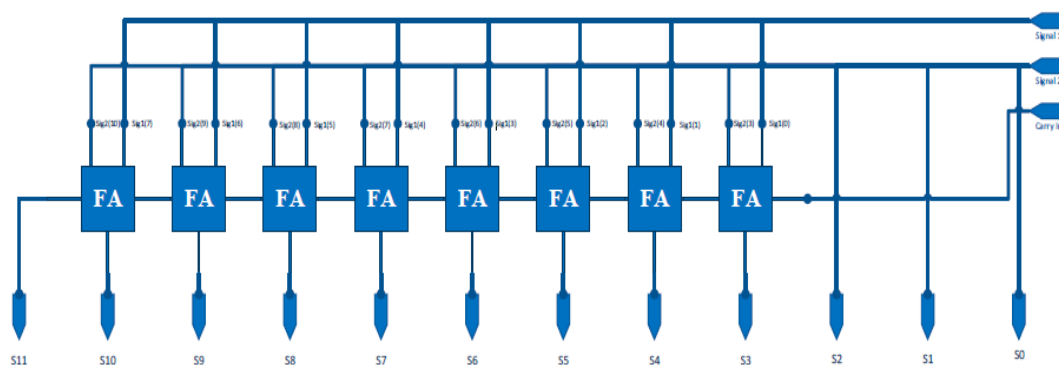 Signal 1
Signal 2
Sig2(10) Sig1(7) Sig2(9) Sig1(6) Sig2(8) Sig1(5) Sig2(7) Sig1(4) Sig2(6) Sig1(3) Sig2(5) Sig1(2) Sig2(4) Sig1(1) Sig2(3) Sig1(0)
Carry in
FA FA FA FA FA FA FA FA
S11 S10 S9 S8 S7 S6 S5 S4 S3 S2 S1 S0